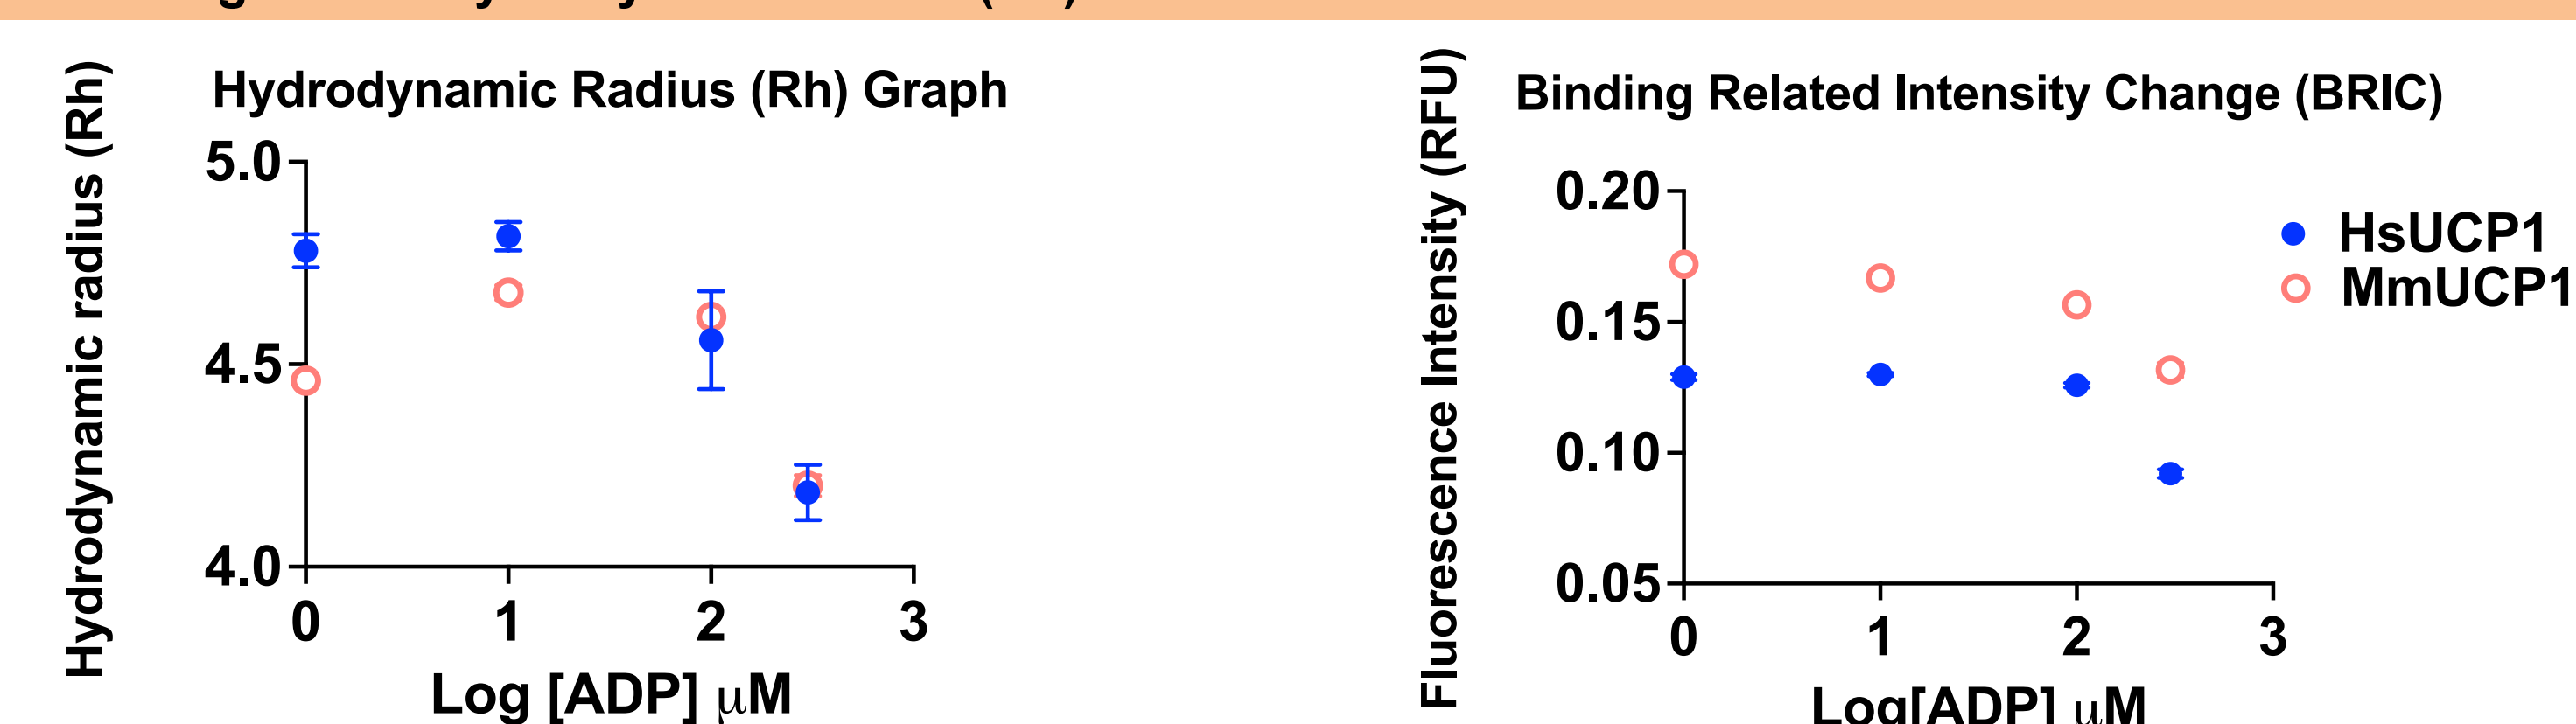 Hydrodynamic Radius (Rh) Graph
Hydrodynamic radius (Rh)
5.0
4.5
4.0
0 1 2 3
Log [ADP] μM
Binding Related Intensity Change (BRIC)
Fluorescence Intensity (RFU)
0.20
0.15
0.10
0.05
0 1 2 3
Log[ADP] μM
HsUCP1
MmUCP1